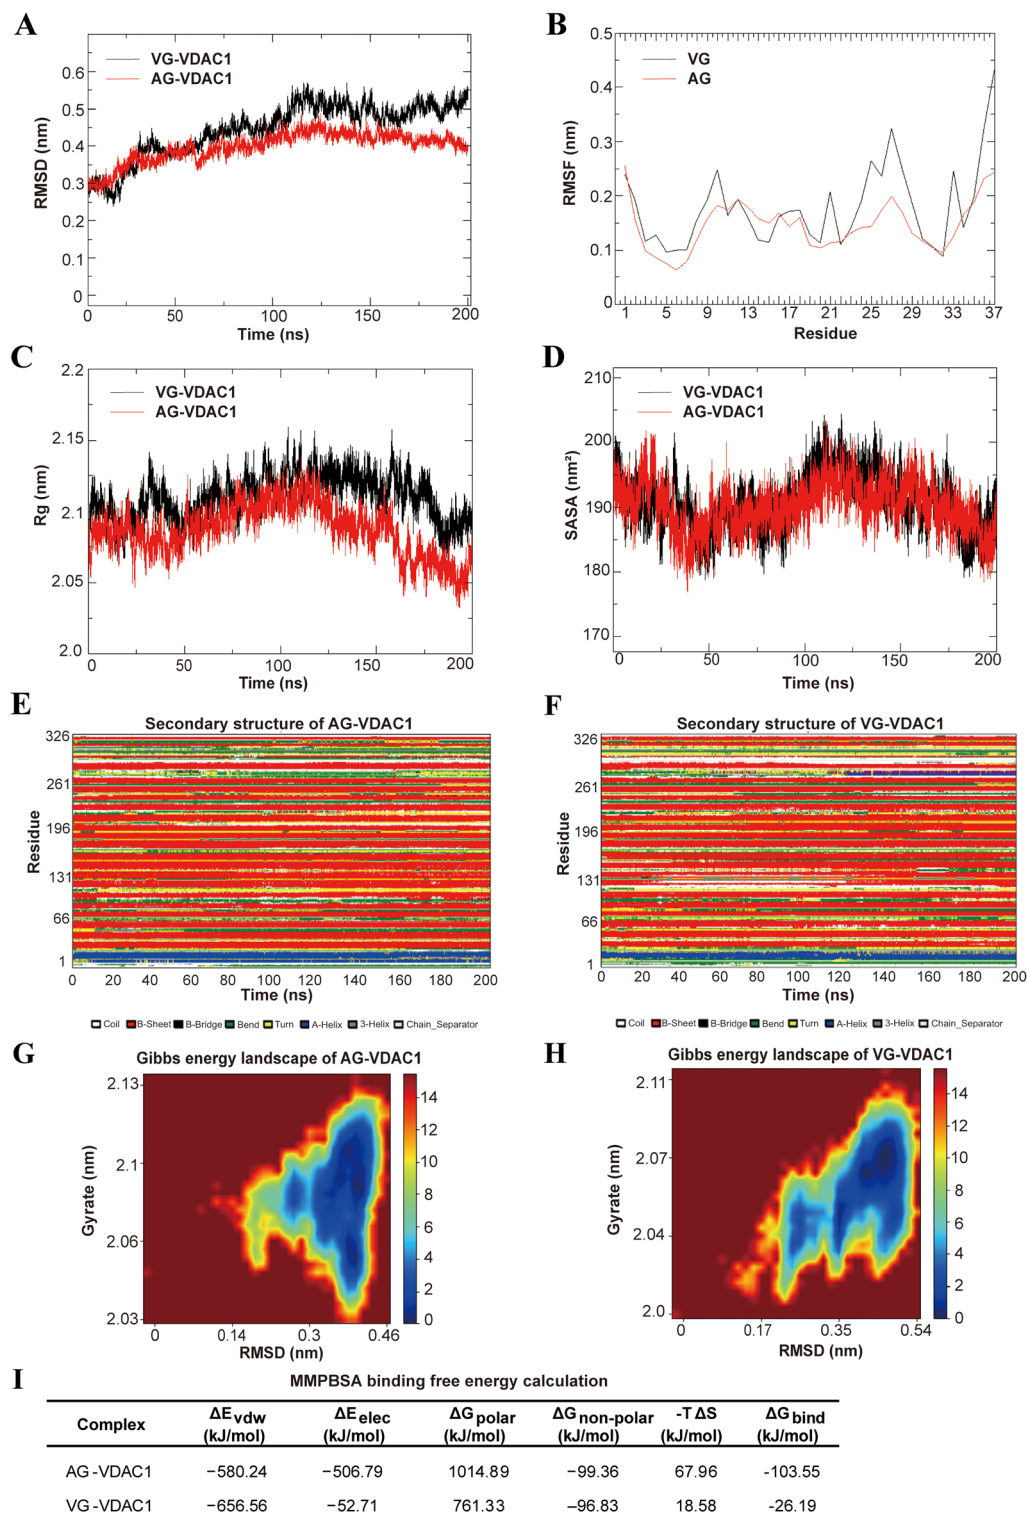 A
VG-VDAC1
AG-VDAC1
RMSD (nm)
0.6
0.5
0.4
0.3
0.2
0.1
0
0 50 100 150 200
Time (ns)
B
VG
AG
RMSF (nm)
0.5
0.4
0.3
0.2
0.1
0
1 5 9 13 17 21 25 29 33 37
Residue
C
VG-VDAC1
AG-VDAC1
Rg (nm)
2.2
2.15
2.1
2.05
2.0
0 50 100 150 200
Time (ns)
D
VG-VDAC1
AG-VDAC1
SASA (nm²)
210
200
190
180
170
0 50 100 150 200
Time (ns)
E
Secondary structure of AG-VDAC1
Residue
326
261
196
131
66
1
0 20 40 60 80 100 120 140 160 180 200
Time (ns)
Coil B-Sheet B-Bridge Bend Turn A-Helix 3-Helix Chain_Separator
F
Secondary structure of VG-VDAC1
Residue
326
261
196
131
66
1
0 20 40 60 80 100 120 140 160 180 200
Time (ns)
Coil B-Sheet B-Bridge Bend Turn A-Helix 3-Helix Chain_Separator
G
Gibbs energy landscape of AG-VDAC1
Gyrate (nm)
2.13
2.1
2.06
2.03
0 0.14 0.3 0.46
RMSD (nm)
14
12
10
8
6
4
2
0
H
Gibbs energy landscape of VG-VDAC1
Gyrate (nm)
2.11
2.07
2.04
2.0
0 0.17 0.35 0.54
RMSD (nm)
14
12
10
8
6
4
2
0
I
MMPBSA binding free energy calculation
Complex ΔEvdw (kJ/mol) ΔEelec (kJ/mol) ΔGpolar (kJ/mol) ΔGnon-polar (kJ/mol) -TΔS (kJ/mol) ΔGbind (kJ/mol)
AG-VDAC1 −580.24 −506.79 1014.89 −99.36 67.96 -103.55
VG-VDAC1 −656.56 −52.71 761.33 −96.83 18.58 -26.19